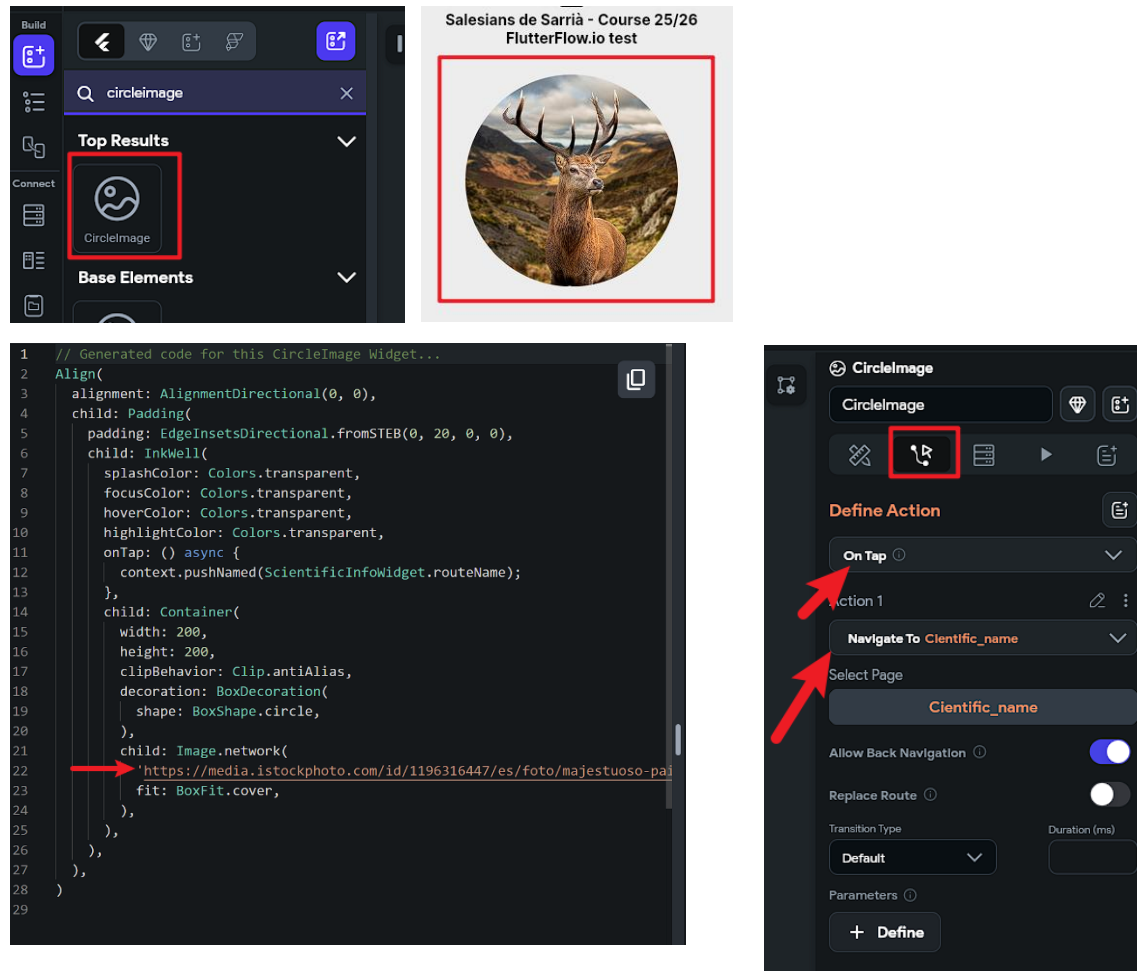 Build
circleimage
Top Results
CircleImage
Base Elements
Connect
Salesians de Sarrià - Course 25/26
FlutterFlow.io test
1 // Generated code for this CircleImage Widget...
2 Align(
3 alignment: AlignmentDirectional(0, 0),
4 child: Padding(
5 padding: EdgeInsetsDirectional.fromSTEB(0, 20, 0, 0),
6 child: InkWell(
7 splashColor: Colors.transparent,
8 focusColor: Colors.transparent,
9 hoverColor: Colors.transparent,
10 highlightColor: Colors.transparent,
11 onTap: () async {
12 context.pushNamed(ScientificInfoWidget.routeName);
13 },
14 child: Container(
15 width: 200,
16 height: 200,
17 clipBehavior: Clip.antiAlias,
18 decoration: BoxDecoration(
19 shape: BoxShape.circle,
20 ),
21 child: Image.network(
22 'https://media.istockphoto.com/id/1196316447/es/foto/majestuoso-pai
23 fit: BoxFit.cover,
24 ),
25 ),
26 ),
27 ),
28 )
29
CircleImage
CircleImage
Define Action
On Tap
Action 1
Navigate To Cientific_name
Select Page
Cientific_name
Allow Back Navigation
Replace Route
Transition Type
Duration (ms)
Default
Parameters
+ Define